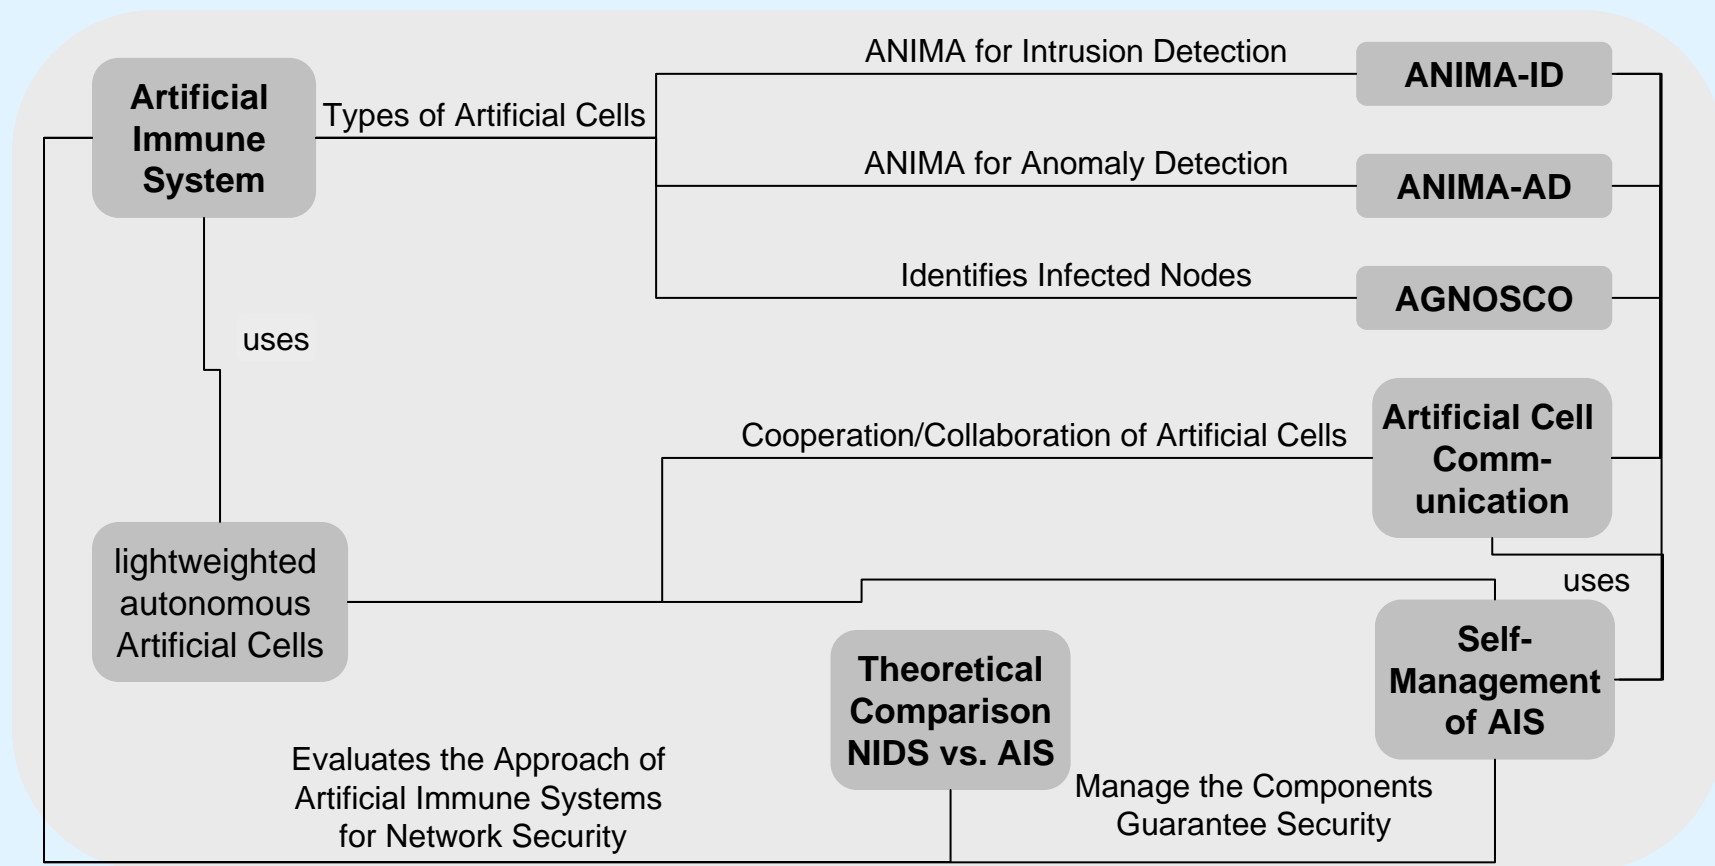 ANIMA for Intrusion Detection
ANIMA-ID
Artificial
Immune
System
Types of Artificial Cells
ANIMA for Anomaly Detection
ANIMA-AD
Identifies Infected Nodes
AGNOSCO
uses
Cooperation/Collaboration of Artificial Cells
Artificial Cell
Comm-
unication
lightweighted
autonomous
Artificial Cells
uses
Theoretical
Comparison
NIDS vs. AIS
Self-
Management
of AIS
Evaluates the Approach of
Artificial Immune Systems
for Network Security
Manage the Components
Guarantee Security